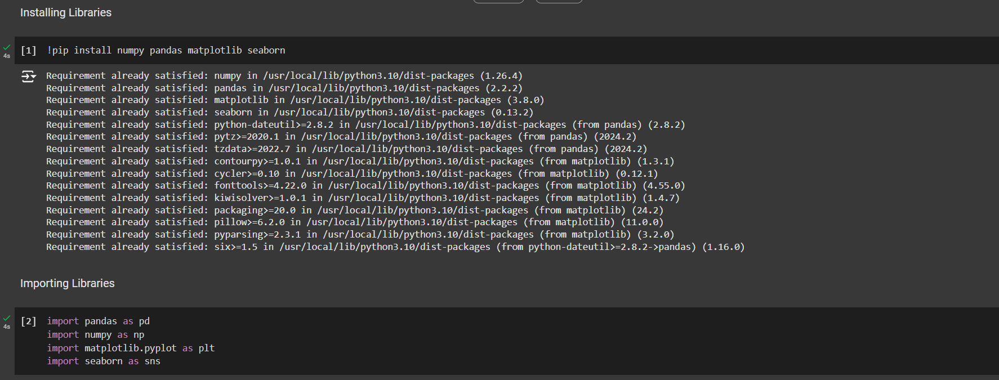 Installing Libraries
4s
[1] !pip install numpy pandas matplotlib seaborn
Requirement already satisfied: numpy in /usr/local/lib/python3.10/dist-packages (1.26.4)
Requirement already satisfied: pandas in /usr/local/lib/python3.10/dist-packages (2.2.2)
Requirement already satisfied: matplotlib in /usr/local/lib/python3.10/dist-packages (3.8.0)
Requirement already satisfied: seaborn in /usr/local/lib/python3.10/dist-packages (0.13.2)
Requirement already satisfied: python-dateutil>=2.8.2 in /usr/local/lib/python3.10/dist-packages (from pandas) (2.8.2)
Requirement already satisfied: pytz>=2020.1 in /usr/local/lib/python3.10/dist-packages (from pandas) (2024.2)
Requirement already satisfied: tzdata>=2022.7 in /usr/local/lib/python3.10/dist-packages (from pandas) (2024.2)
Requirement already satisfied: contourpy>=1.0.1 in /usr/local/lib/python3.10/dist-packages (from matplotlib) (1.3.1)
Requirement already satisfied: cycler>=0.10 in /usr/local/lib/python3.10/dist-packages (from matplotlib) (0.12.1)
Requirement already satisfied: fonttools>=4.22.0 in /usr/local/lib/python3.10/dist-packages (from matplotlib) (4.55.0)
Requirement already satisfied: kiwisolver>=1.0.1 in /usr/local/lib/python3.10/dist-packages (from matplotlib) (1.4.7)
Requirement already satisfied: packaging>=20.0 in /usr/local/lib/python3.10/dist-packages (from matplotlib) (24.2)
Requirement already satisfied: pillow>=6.2.0 in /usr/local/lib/python3.10/dist-packages (from matplotlib) (11.0.0)
Requirement already satisfied: pyparsing>=2.3.1 in /usr/local/lib/python3.10/dist-packages (from matplotlib) (3.2.0)
Requirement already satisfied: six>=1.5 in /usr/local/lib/python3.10/dist-packages (from python-dateutil>=2.8.2->pandas) (1.16.0)
Importing Libraries
4s
[2] import pandas as pd
import numpy as np
import matplotlib.pyplot as plt
import seaborn as sns